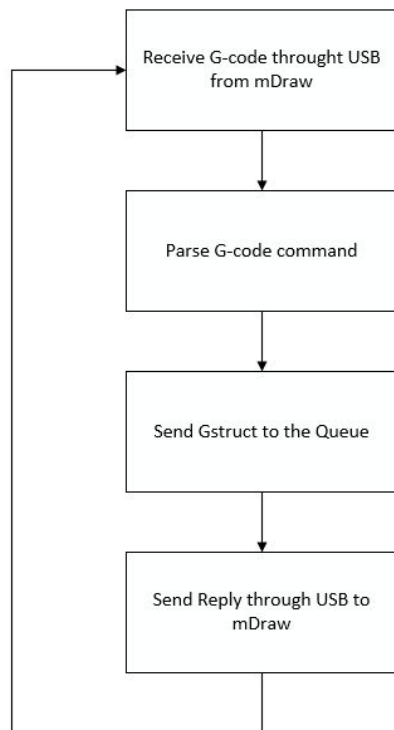 Receive G-code throught USB
from mDraw
Parse G-code command
Send Gstruct to the Queue
Send Reply through USB to
mDraw